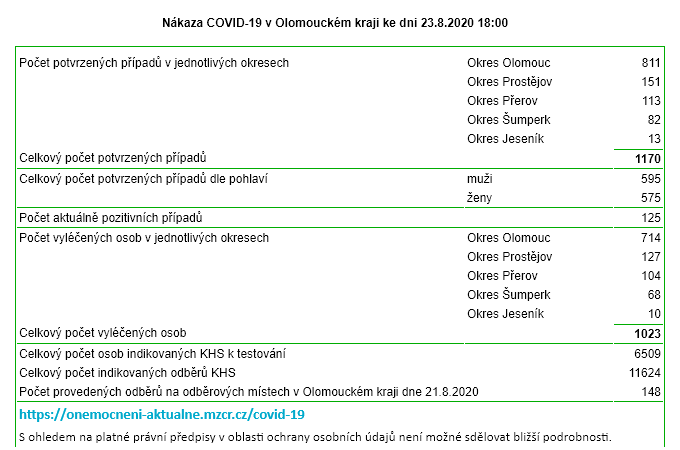 Nákaza COVID-19 v Olomouckém kraji ke dni 23.8.2020 18:00
Počet potvrzených případů v jednotlivých okresech Okres Olomouc 811
Okres Prostějov 151
Okres Přerov 113
Okres Šumperk 82
Okres Jeseník 13
Celkový počet potvrzených případů 1170
Celkový počet potvrzených případů dle pohlaví muži 595
ženy 575
Počet aktuálně pozitivních případů 125
Počet vyléčených osob v jednotlivých okresech Okres Olomouc 714
Okres Prostějov 127
Okres Přerov 104
Okres Šumperk 68
Okres Jeseník 10
Celkový počet vyléčených osob 1023
Celkový počet osob indikovaných KHS k testování 6509
Celkový počet indikovaných odběrů KHS 11624
Počet provedených odběrů na odběrových místech v Olomouckém kraji dne 21.8.2020 148
https://onemocneni-aktualne.mzcr.cz/covid-19
S ohledem na platné právní předpisy v oblasti ochrany osobních údajů není možné sdělovat bližší podrobnosti.